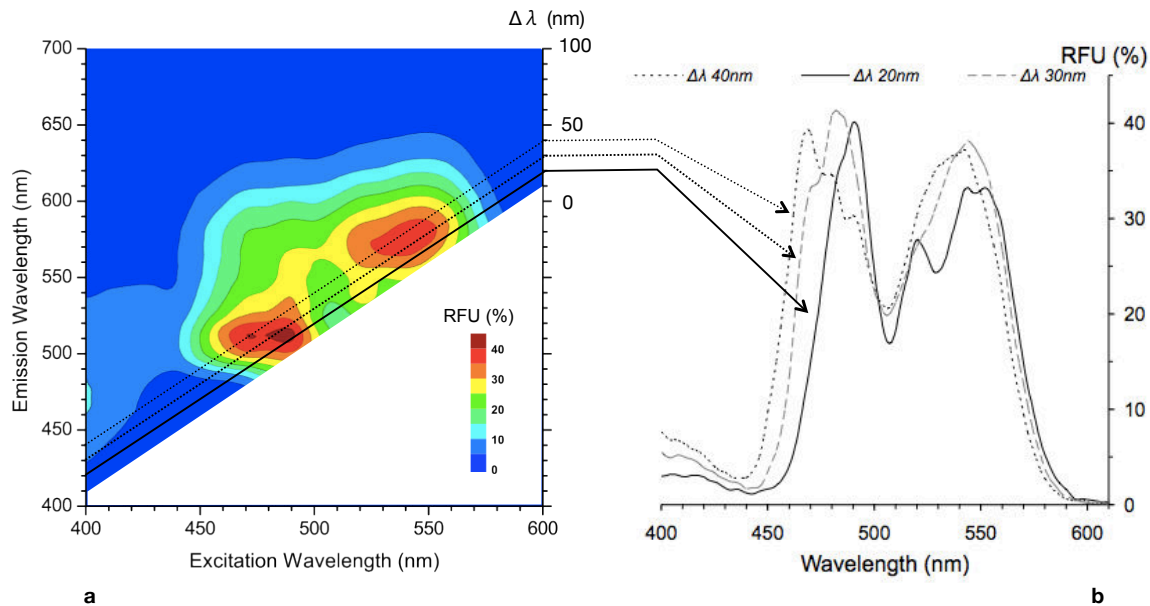 Δ λ (nm)
700
650
600
550
500
450
400
Emission Wavelength (nm)
100
50
0
RFU (%)
40
30
20
10
0
400
450
500
550
600
Excitation Wavelength (nm)
a
RFU (%)
Δλ 40nm
Δλ 20nm
Δλ 30nm
40
30
20
10
0
400
450
500
550
600
Wavelength (nm)
b